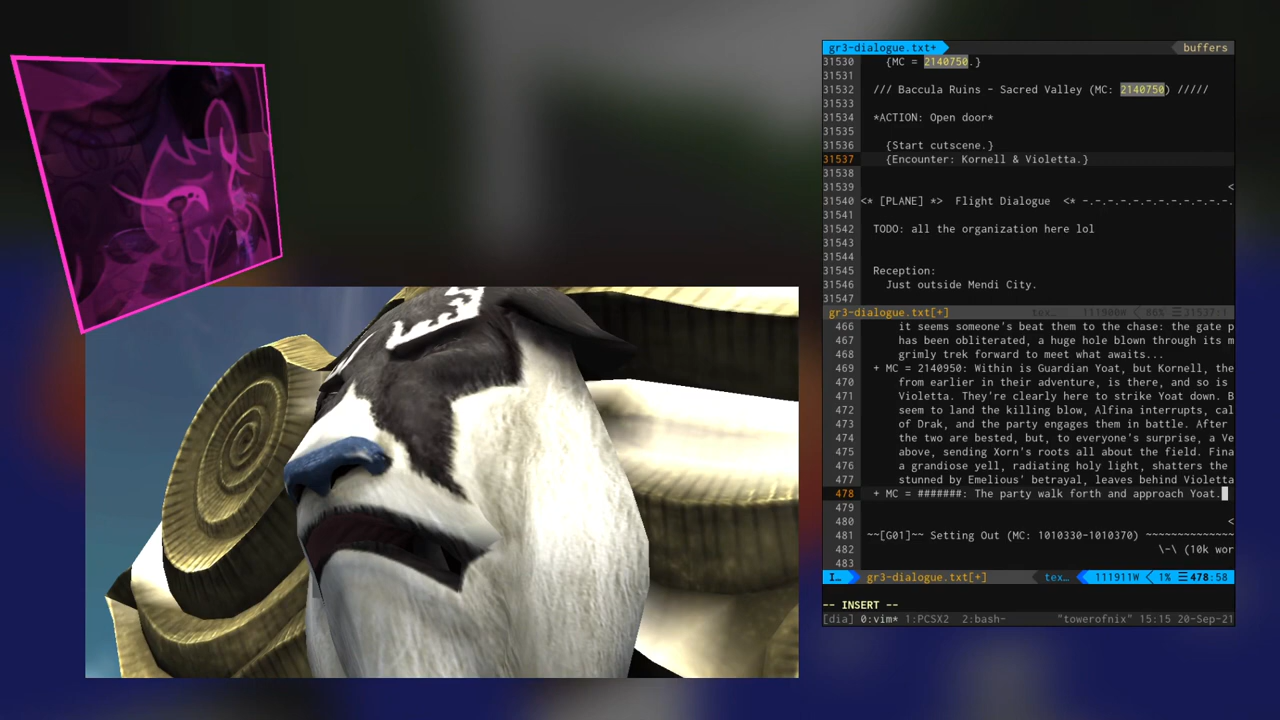 gr3-dialogue.txt+ buffers
31530 {MC = 2140750.}
31531
31532 /// Baccula Ruins – Sacred Valley (MC: 2140750) /////
31533
31534 *ACTION: Open door*
31535
31536 {Start cutscene.}
31537 {Encounter: Kornell & Violetta.}
31538
31539 <
31540 <* [PLANE] *> Flight Dialogue <* -.-.-.-.-.-.-.-.-.-.-.-.
31541
31542 TODO: all the organization here lol
31543
31544
31545 Reception:
31546 Just outside Mendi City.
31547
gr3-dialogue.txt[+] tex… 111900W 86% ☰31537:1
466 it seems someone's beat them to the chase: the gate p
467 has been obliterated, a huge hole blown through its m
468 grimly trek forward to meet what awaits...
469 + MC = 2140950: Within is Guardian Yoat, but Kornell, the
470 from earlier in their adventure, is there, and so is
471 Violetta. They're clearly here to strike Yoat down. B
472 seem to land the killing blow, Alfina interrupts, cal
473 of Drak, and the party engages them in battle. After
474 the two are bested, but, to everyone's surprise, a Ve
475 above, sending Xorn's roots all about the field. Fina
476 a grandiose yell, radiating holy light, shatters the
477 stunned by Emelious' betrayal, leaves behind Violetta
478 + MC = #######: The party walk forth and approach Yoat.
479
480 <
481 ~~[G01]~~ Setting Out (MC: 1010330-1010370) ~~~~~~~~~~~~~~
482 \-\ (10k wor
483
I… gr3-dialogue.txt[+] tex… 111911W 1% ☰478:58
-- INSERT --
[dia] 0:vim* 1:PCSX2 2:bash- "towerofnix" 15:15 20-Sep-21